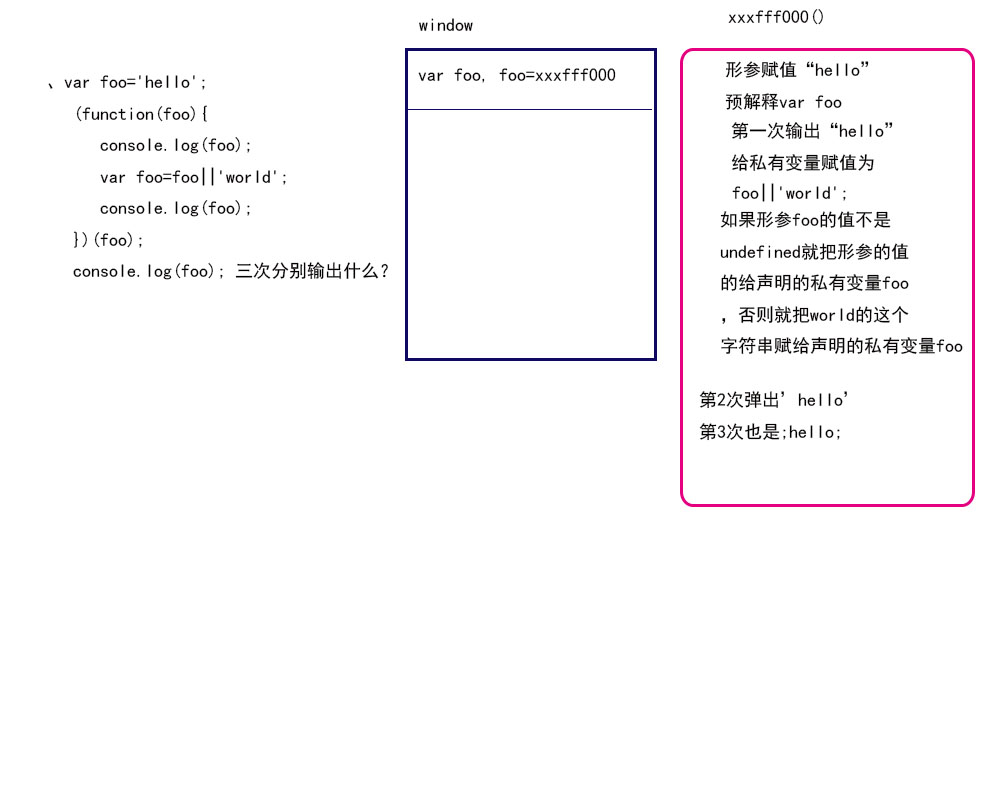 、var foo='hello';
(function(foo){
console.log(foo);
var foo=foo||'world';
console.log(foo);
})(foo);
console.log(foo); 三次分别输出什么?
window
var foo, foo=xxxfff000
xxxfff000()
形参赋值“hello”
预解释var foo
第一次输出“hello”
给私有变量赋值为
foo||'world';
如果形参foo的值不是
undefined就把形参的值
的给声明的私有变量foo
，否则就把world的这个
字符串赋给声明的私有变量foo
第2次弹出’hello’
第3次也是;hello;